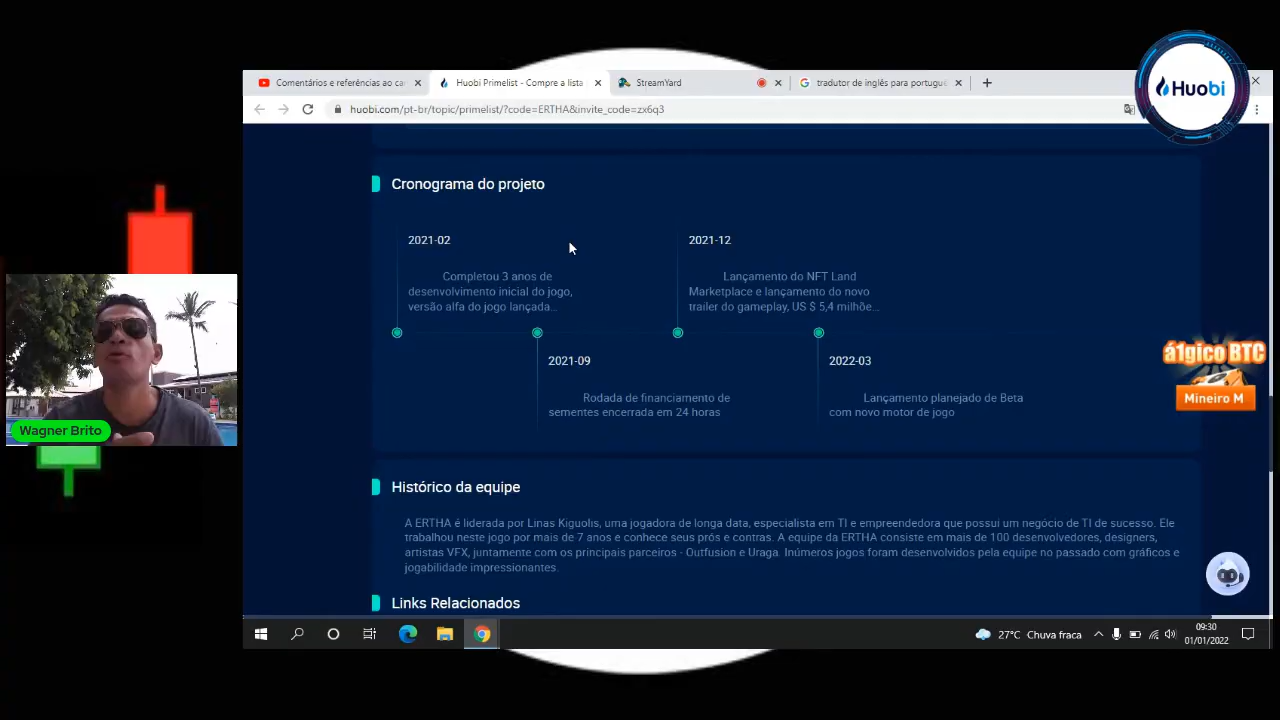 Comentários e referências ao ca
Huobi Primelist - Compre a lista
StreamYard
tradutor de inglês para portugu
huobi.com/pt-br/topic/primelist/?code=ERTHA&invite_code=zx6q3
Huobi
Cronograma do projeto
2021-02
Completou 3 anos de
desenvolvimento inicial do jogo,
versão alfa do jogo lançada...
2021-12
Lançamento do NFT Land
Marketplace e lançamento do novo
trailer do gameplay, US $ 5,4 milhõe...
2021-09
Rodada de financiamento de
sementes encerrada em 24 horas
2022-03
Lançamento planejado de Beta
com novo motor de jogo
á1gico BTC
Mineiro M
Wagner Brito
Histórico da equipe
A ERTHA é liderada por Linas Kiguolis, uma jogadora de longa data, especialista em TI e empreendedora que possui um negócio de TI de sucesso. Ele
trabalhou neste jogo por mais de 7 anos e conhece seus prós e contras. A equipe da ERTHA consiste em mais de 100 desenvolvedores, designers,
artistas VFX, juntamente com os principais parceiros - Outfusion e Uraga. Inúmeros jogos foram desenvolvidos pela equipe no passado com gráficos e
jogabilidade impressionantes.
Links Relacionados
27°C Chuva fraca
09:30
01/01/2022